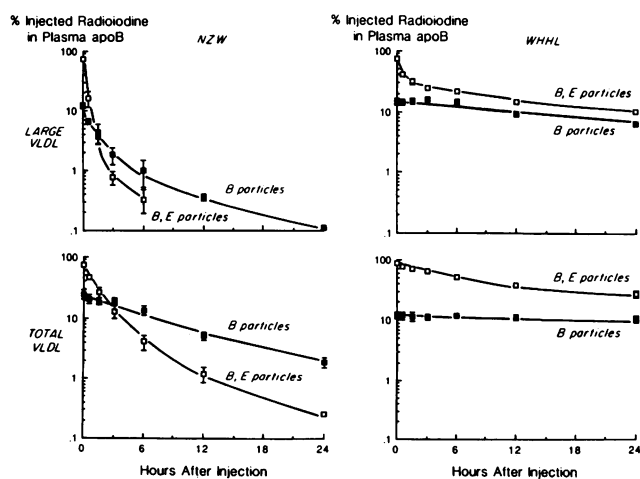 % Injected Radioiodine
in Plasma apoB
NZW
100
10
1
.1
LARGE
VLDL
B particles
B, E particles
% Injected Radioiodine
in Plasma apoB
WHHL
100
10
1
.1
B, E particles
B particles
100
10
1
.1
TOTAL
VLDL
B particles
B, E particles
0 6 12 18 24
Hours After Injection
100
10
1
.1
B, E particles
B particles
0 6 12 18 24
Hours After Injection